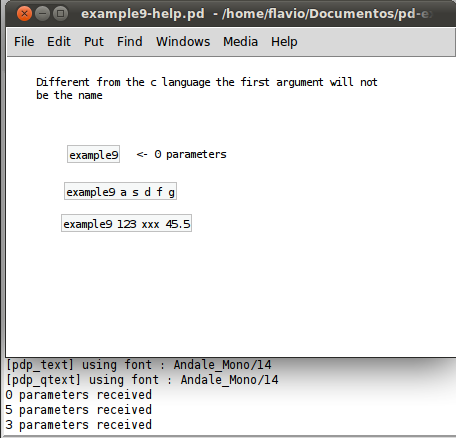 example9-help.pd - /home/flavio/Documentos/pd-e
File Edit Put Find Windows Media Help
Different from the c language the first argument will not
be the name
example9 <- 0 parameters
example9 a s d f g
example9 123 xxx 45.5
[pdp_text] using font : Andale_Mono/14
[pdp_qtext] using font : Andale_Mono/14
0 parameters received
5 parameters received
3 parameters received